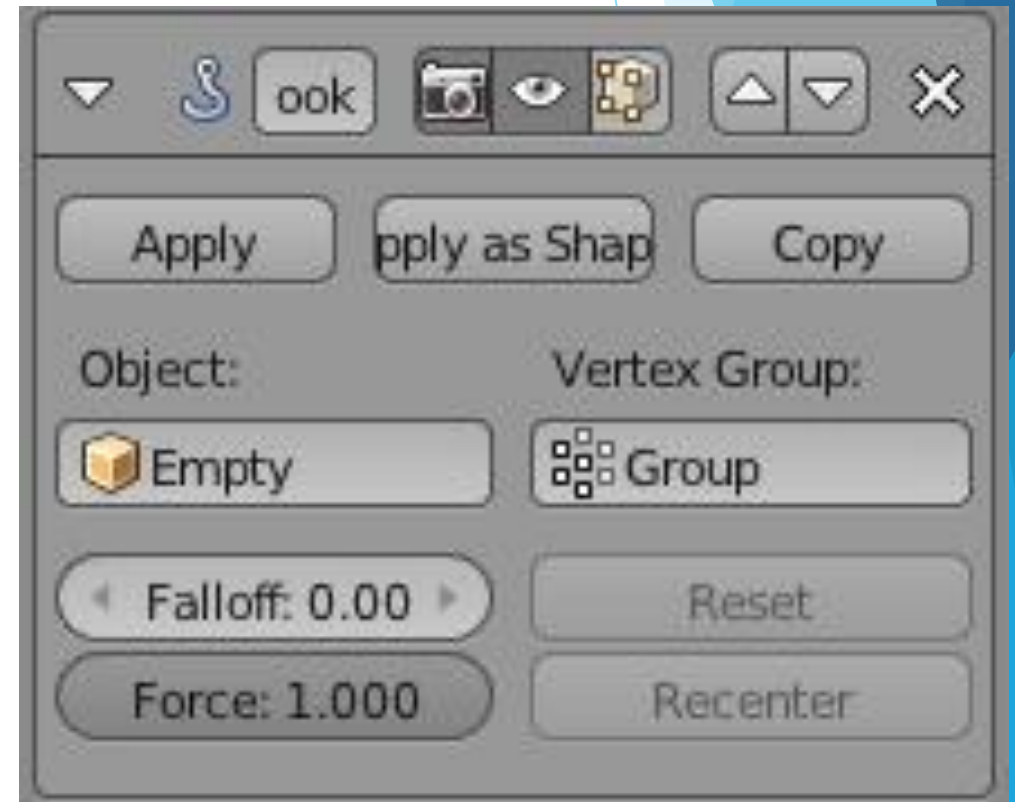 ook
Apply pply as Shap Copy
Object: Vertex Group:
Empty Group
Falloff: 0.00 Reset
Force: 1.000 Recenter